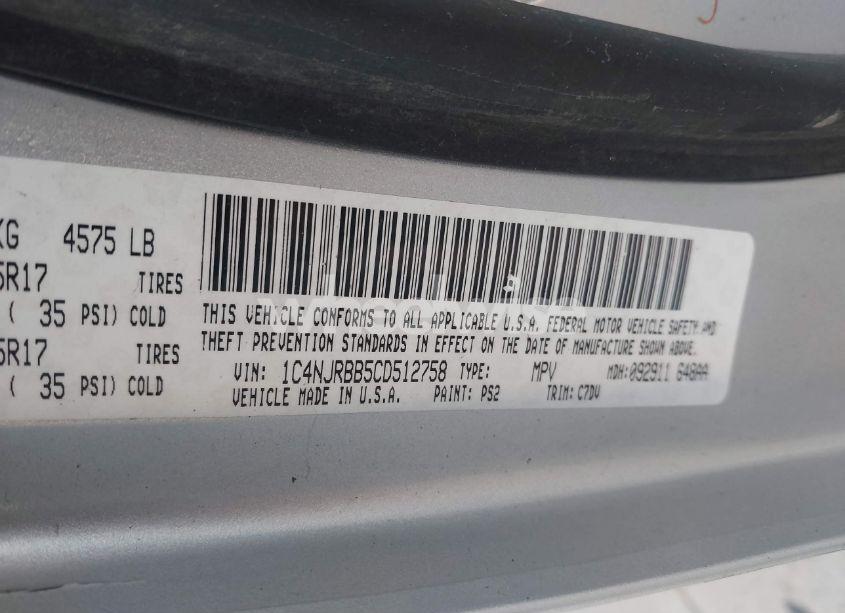 KG 4575 LB
5R17 TIRES
( 35 PSI) COLD
5R17 TIRES
( 35 PSI) COLD
THIS VEHICLE CONFORMS TO ALL APPLICABLE U.S.A. FEDERAL MOTOR VEHICLE SAFETY AND
THEFT PREVENTION STANDARDS IN EFFECT ON THE DATE OF MANUFACTURE SHOWN ABOVE.
VIN: 1C4NJRBB5CD512758 TYPE: MPV MDH:092911 648AA
VEHICLE MADE IN U.S.A. PAINT: PS2 TRIM: C7DV